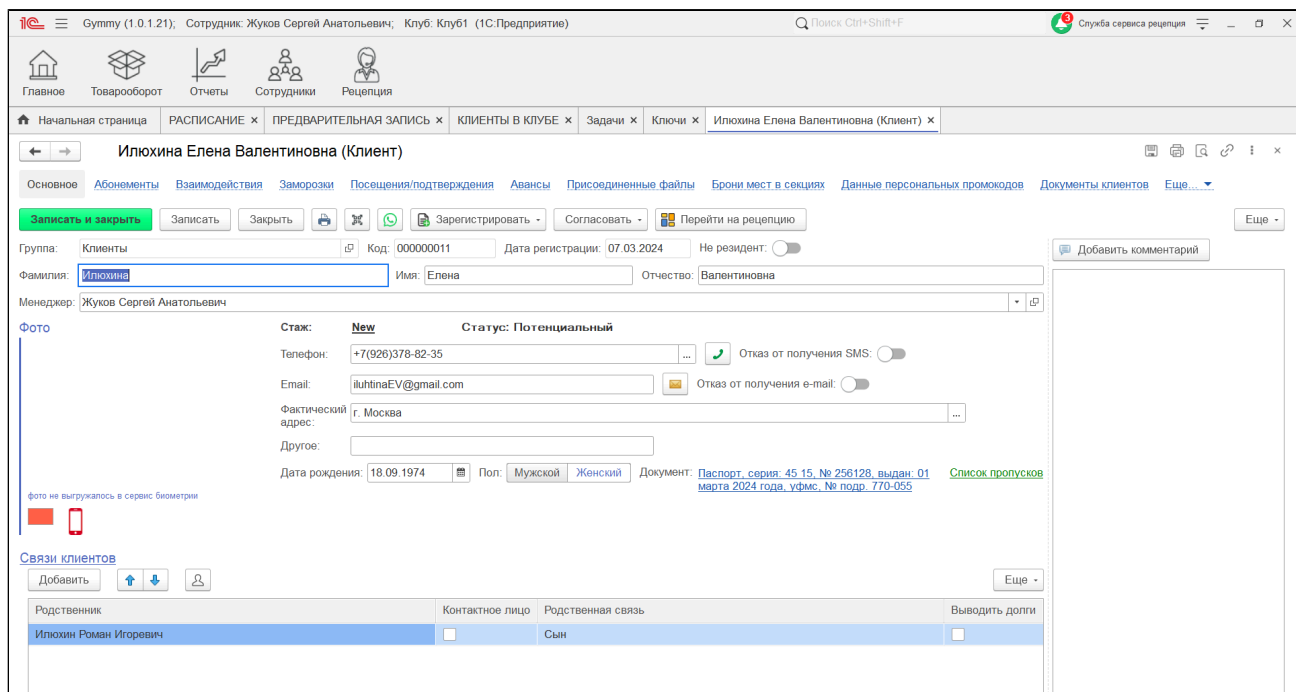 Gymmy (1.0.1.21); Сотрудник: Жуков Сергей Анатольевич; Клуб: Клуб1 (1С:Предприятие) Поиск Ctrl+Shift+F 3 Служба сервиса рецепция
Главное Товарооборот Отчеты Сотрудники Рецепция
Начальная страница РАСПИСАНИЕ × ПРЕДВАРИТЕЛЬНАЯ ЗАПИСЬ × КЛИЕНТЫ В КЛУБЕ × Задачи × Ключи × Илюхина Елена Валентиновна (Клиент) ×
Илюхина Елена Валентиновна (Клиент)
Основное Абонементы Взаимодействия Заморозки Посещения/подтверждения Авансы Присоединенные файлы Брони мест в секциях Данные персональных промокодов Документы клиентов Еще...
Записать и закрыть Записать Закрыть Зарегистрировать Согласовать Перейти на рецепцию Еще
Группа: Клиенты Код: 000000011 Дата регистрации: 07.03.2024 Не резидент: Добавить комментарий
Фамилия: Илюхина Имя: Елена Отчество: Валентиновна
Менеджер: Жуков Сергей Анатольевич
Фото Стаж: New Статус: Потенциальный
Телефон: +7(926)378-82-35 ... Отказ от получения SMS:
Email: iluhtinaEV@gmail.com Отказ от получения e-mail:
Фактический адрес: г. Москва ...
Другое:
Дата рождения: 18.09.1974 Пол: Мужской Женский Документ: Паспорт, серия: 45 15, № 256128, выдан: 01 Список пропусков
марта 2024 года, уфмс, № подр. 770-055
фото не выгружалось в сервис биометрии
Связи клиентов
Добавить Еще
Родственник Контактное лицо Родственная связь Выводить долги
Илюхин Роман Игоревич Сын